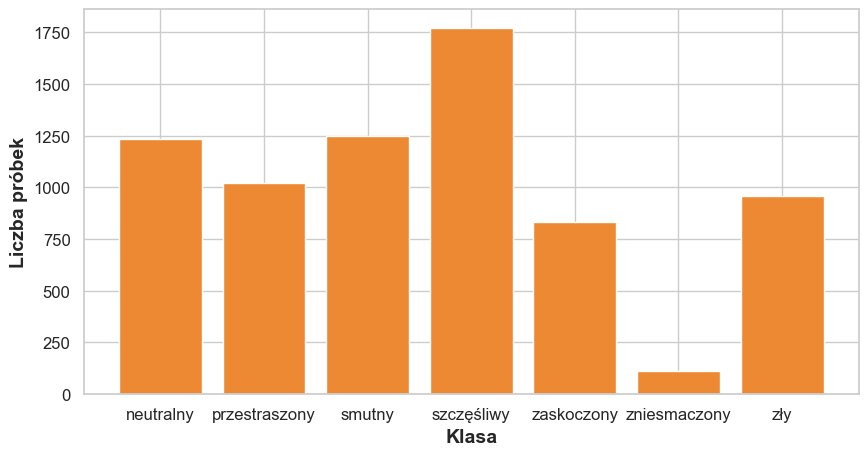 1750
1500
1250
1000
750
500
250
0
Liczba próbek
neutralny przestraszony smutny szczęśliwy zaskoczony zniesmaczony zły
Klasa